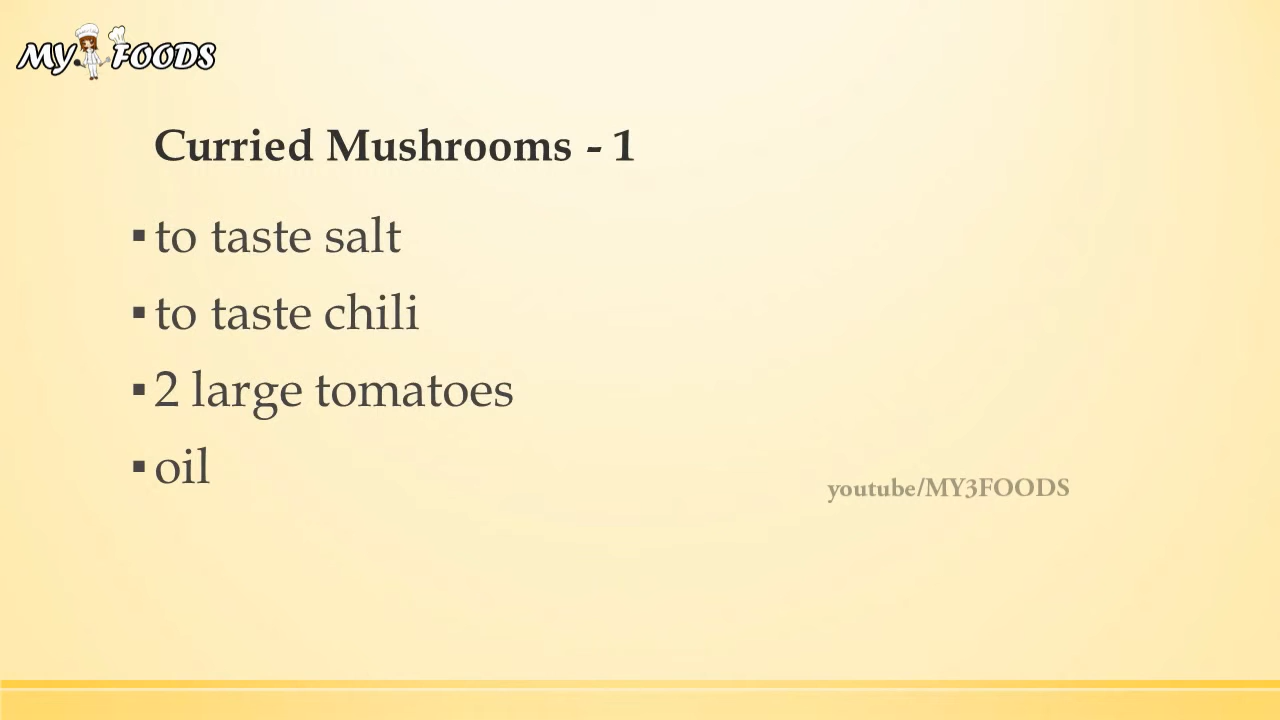 MY FOODS
Curried Mushrooms - 1
▪ to taste salt
▪ to taste chili
▪ 2 large tomatoes
▪ oil
youtube/MY3FOODS